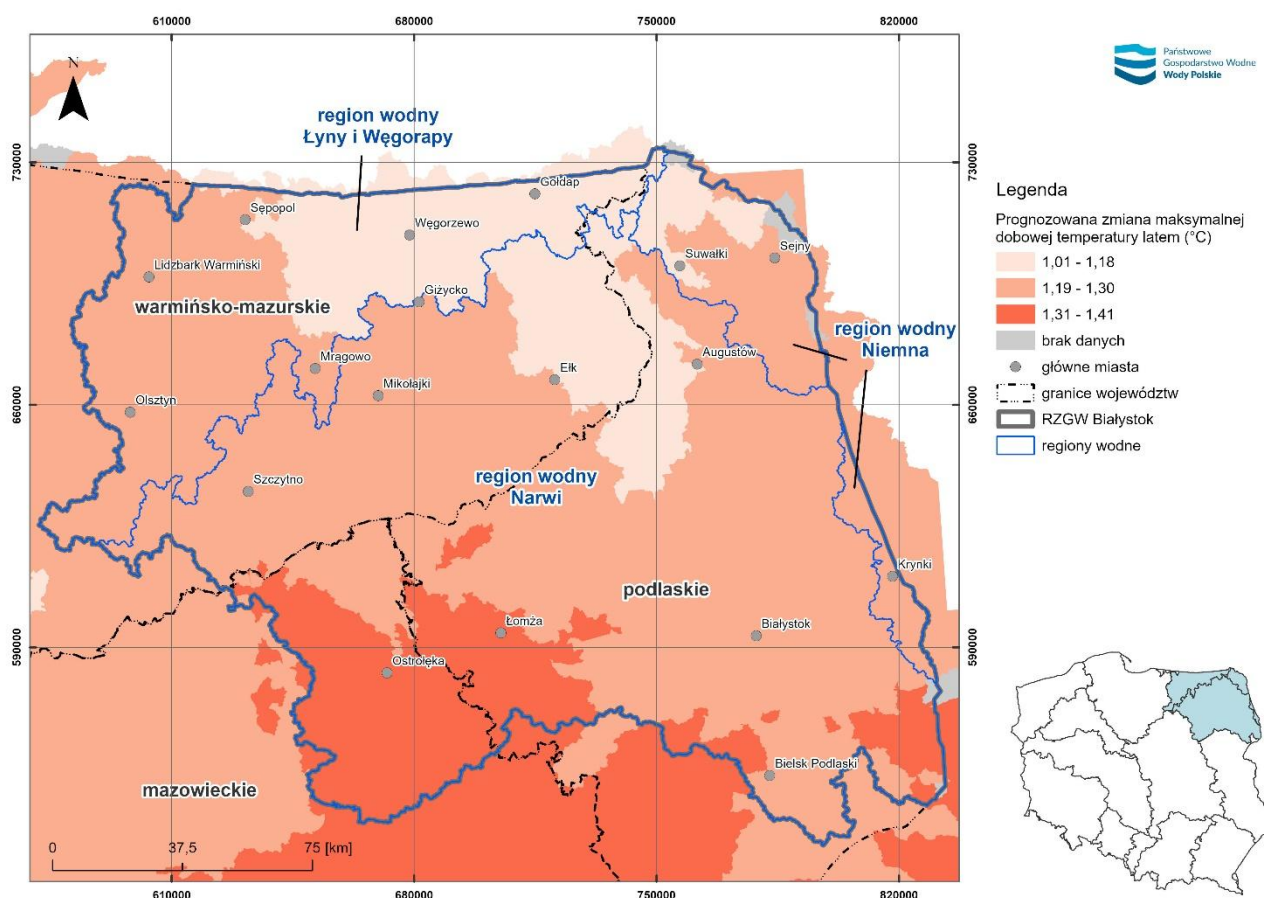 610000
680000
750000
820000
N
730000
730000
region wodny
Łyny i Węgorapy
Gołdap
Sępopol
Węgorzewo
Suwałki
Sejny
Lidzbark Warmiński
warmińsko-mazurskie
Giżycko
region wodny
Niemna
Mrągowo
Mikołajki
Ełk
Augustów
660000
660000
Olsztyn
Szczytno
region wodny
Narwi
Krynki
podlaskie
Łomża
Białystok
590000
590000
Ostrołęka
Bielsk Podlaski
mazowieckie
0
37,5
75 [km]
610000
680000
750000
820000
Państwowe
Gospodarstwo Wodne
Wody Polskie
Legenda
Prognozowana zmiana maksymalnej
dobowej temperatury latem (°C)
1,01 - 1,18
1,19 - 1,30
1,31 - 1,41
brak danych
główne miasta
granice województw
RZGW Białystok
regiony wodne